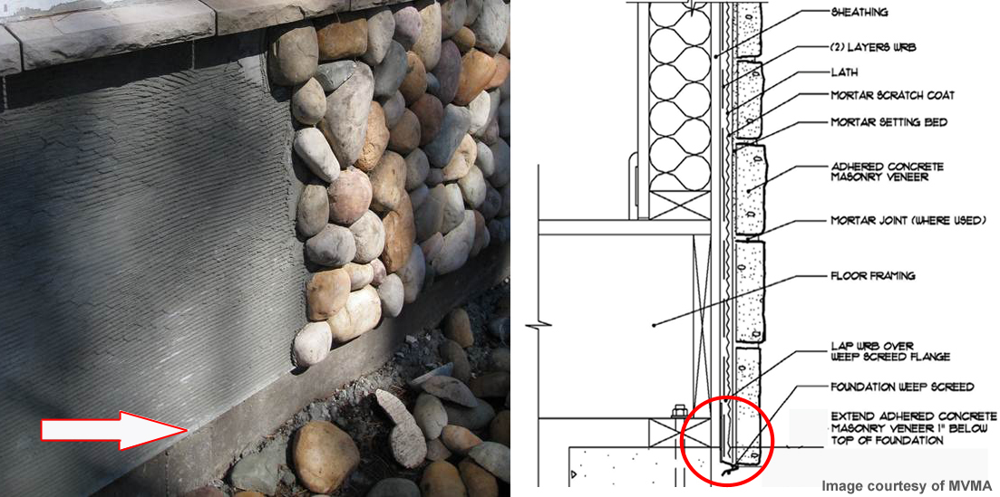 SHEATHING
(2) LAYERS WRB
LATH
MORTAR SCRATCH COAT
MORTAR SETTING BED
ADHERED CONCRETE
MASONRY VENEER
MORTAR JOINT (WHERE USED)
FLOOR FRAMING
LAP WRB OVER
WEEP SCREED FLANGE
FOUNDATION WEEP SCREED
EXTEND ADHERED CONCRETE
MASONRY VENEER 1" BELOW
TOP OF FOUNDATION
Image courtesy of MVMA